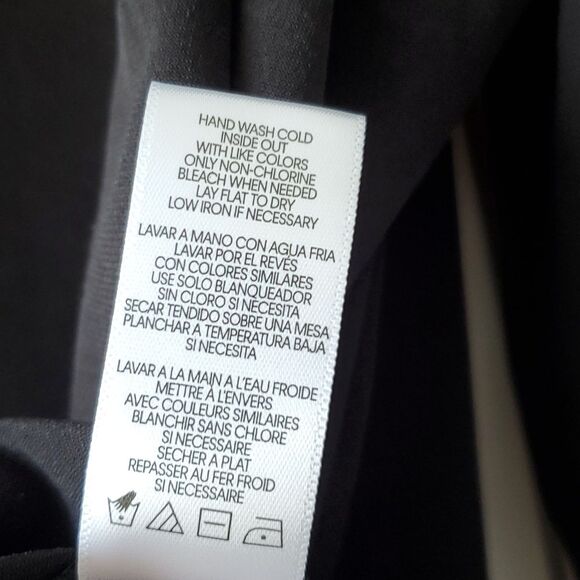 HAND WASH COLD
INSIDE OUT
WITH LIKE COLORS
ONLY NON-CHLORINE
BLEACH WHEN NEEDED
LAY FLAT TO DRY
LOW IRON IF NECESSARY
LAVAR A MANO CON AGUA FRIA
LAVAR POR EL REVÉS
CON COLORES SIMILARES
USE SOLO BLANQUEADOR
SIN CLORO SI NECESITA
SECAR TENDIDO SOBRE UNA MESA
PLANCHAR A TEMPERATURA BAJA
SI NECESITA
LAVAR A LA MAIN A L'EAU FROIDE
METTRE À L'ENVERS
AVEC COULEURS SIMILAIRES
BLANCHIR SANS CHLORE
SI NECESSAIRE
SECHER A PLAT
REPASSER AU FER FROID
SI NECESSAIRE